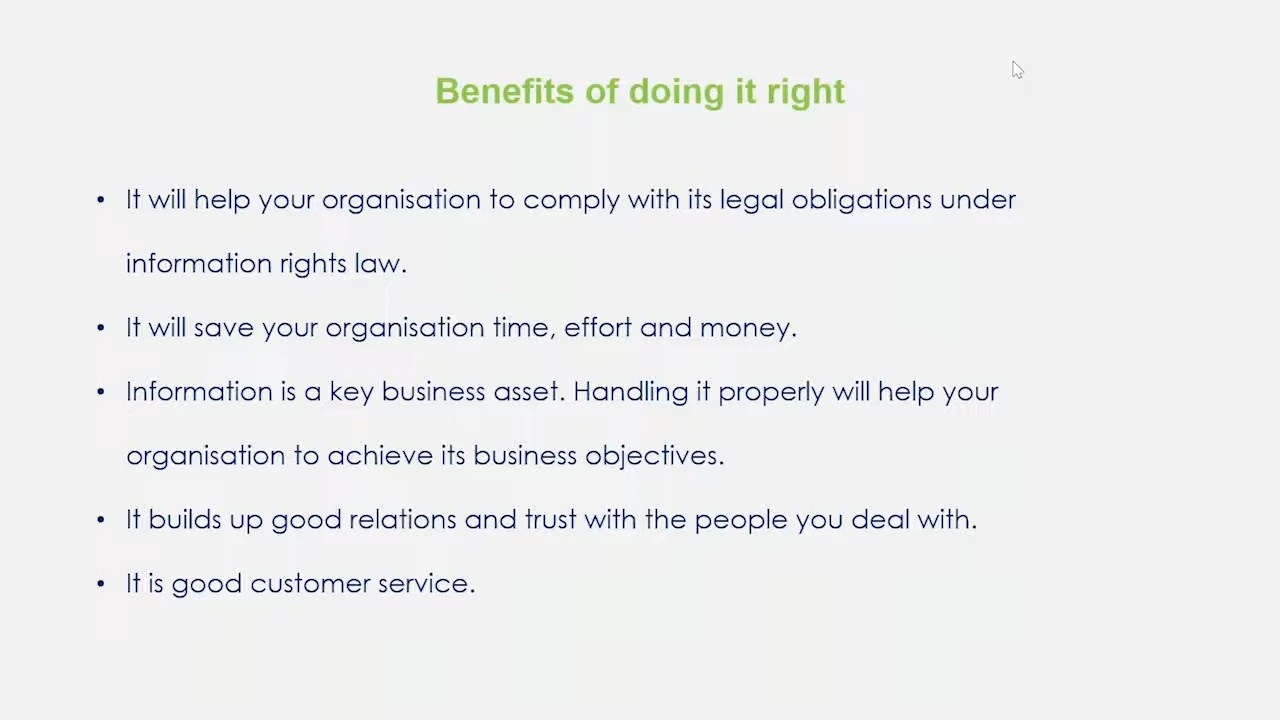 Benefits of doing it right
• It will help your organisation to comply with its legal obligations under
information rights law.
• It will save your organisation time, effort and money.
• Information is a key business asset. Handling it properly will help your
organisation to achieve its business objectives.
• It builds up good relations and trust with the people you deal with.
• It is good customer service.